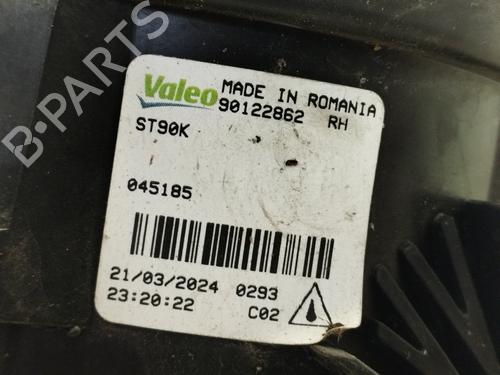 Valeo MADE IN ROMANIA
90122862 RH
ST90K
045185
21/03/2024 0293
23:20:22 C02
B-PARTS